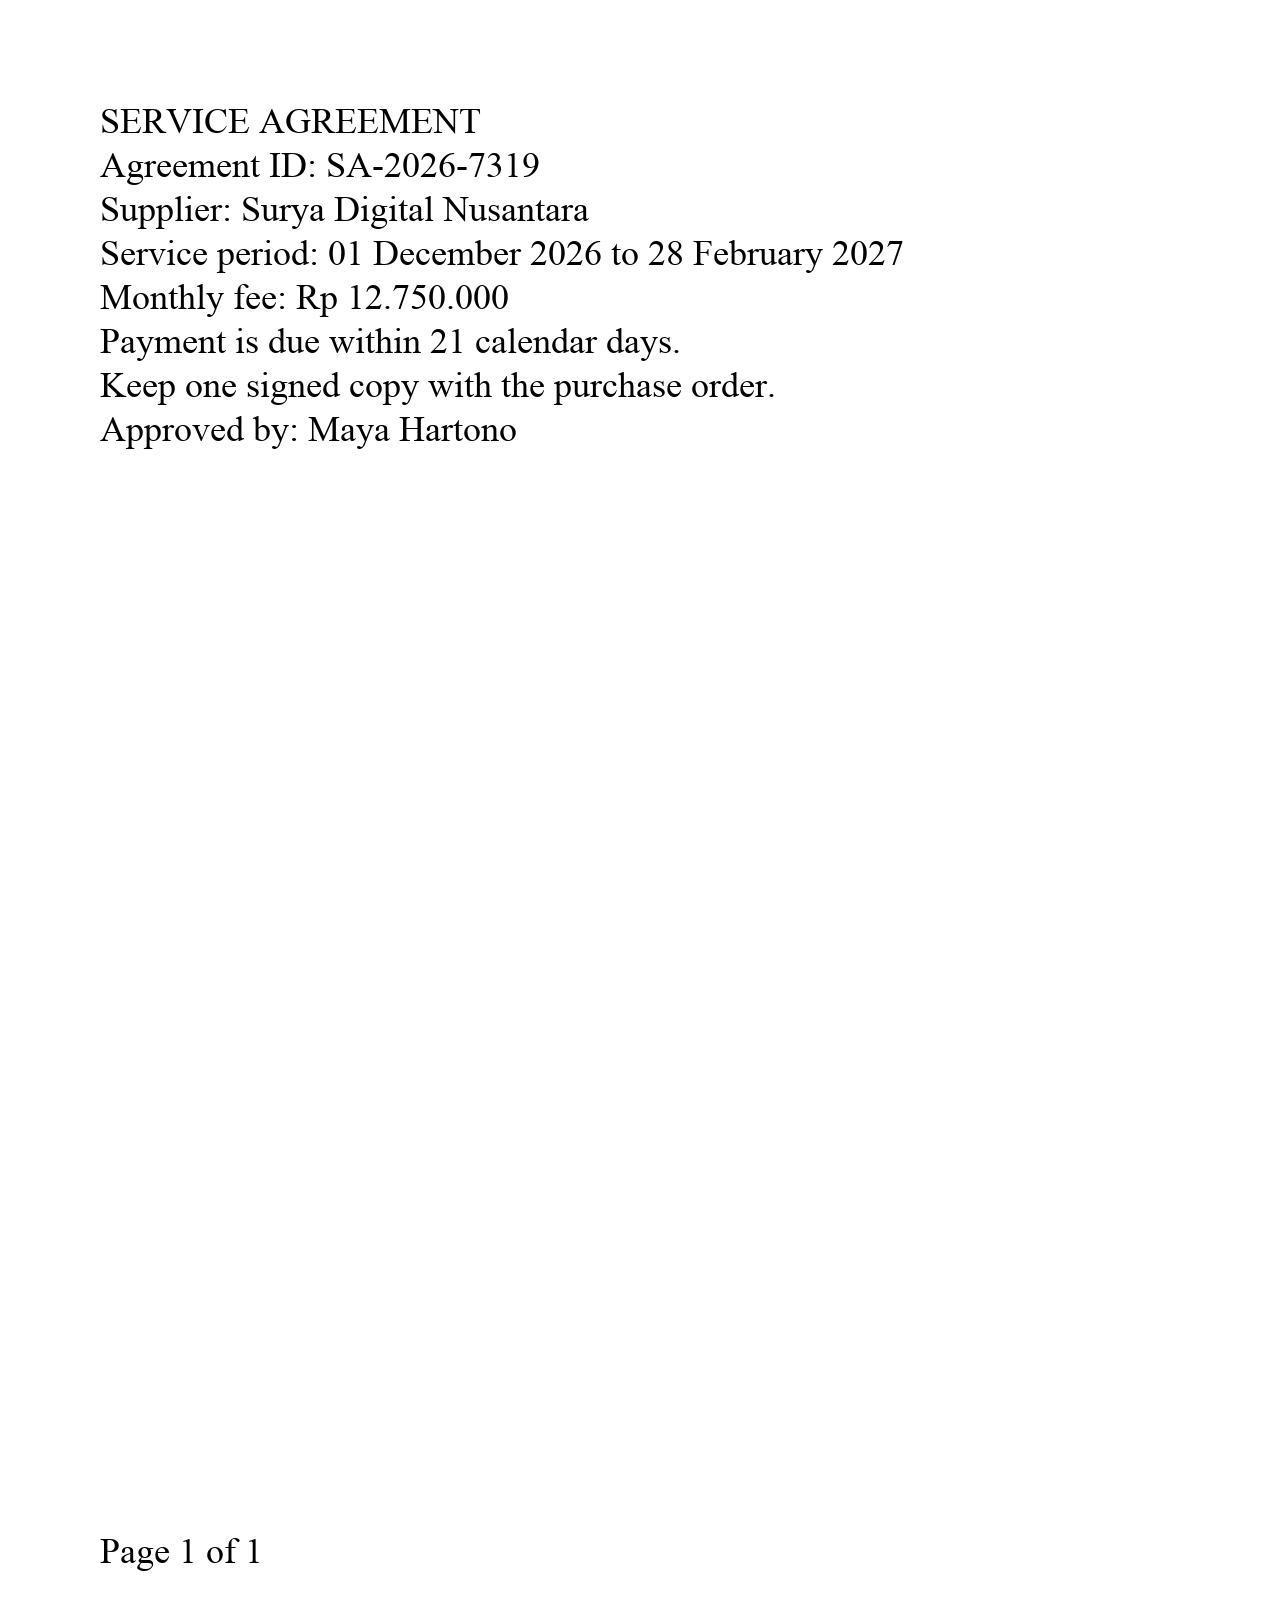 SERVICE AGREEMENT
Agreement ID: SA-2026-7319
Supplier: Surya Digital Nusantara
Service period: 01 December 2026 to 28 February 2027
Monthly fee: Rp 12.750.000
Payment is due within 21 calendar days.
Keep one signed copy with the purchase order.
Approved by: Maya Hartono
Page 1 of 1